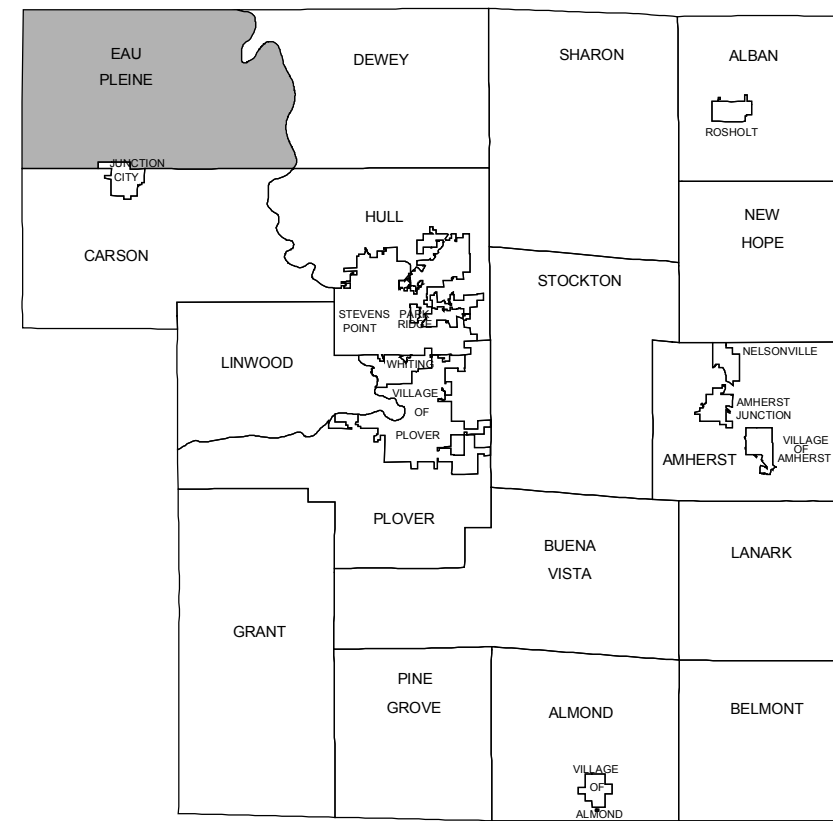 EAU
PLEINE
DEWEY
SHARON
ALBAN
ROSHOLT
JUNCTION
CITY
CARSON
HULL
NEW
HOPE
STOCKTON
STEVENS
POINT
PARK
RIDGE
LINWOOD
WHITING
VILLAGE
OF
PLOVER
NELSONVILLE
AMHERST
JUNCTION
AMHERST
VILLAGE
OF
AMHERST
PLOVER
BUENA
VISTA
LANARK
GRANT
PINE
GROVE
ALMOND
BELMONT
VILLAGE
OF
ALMOND